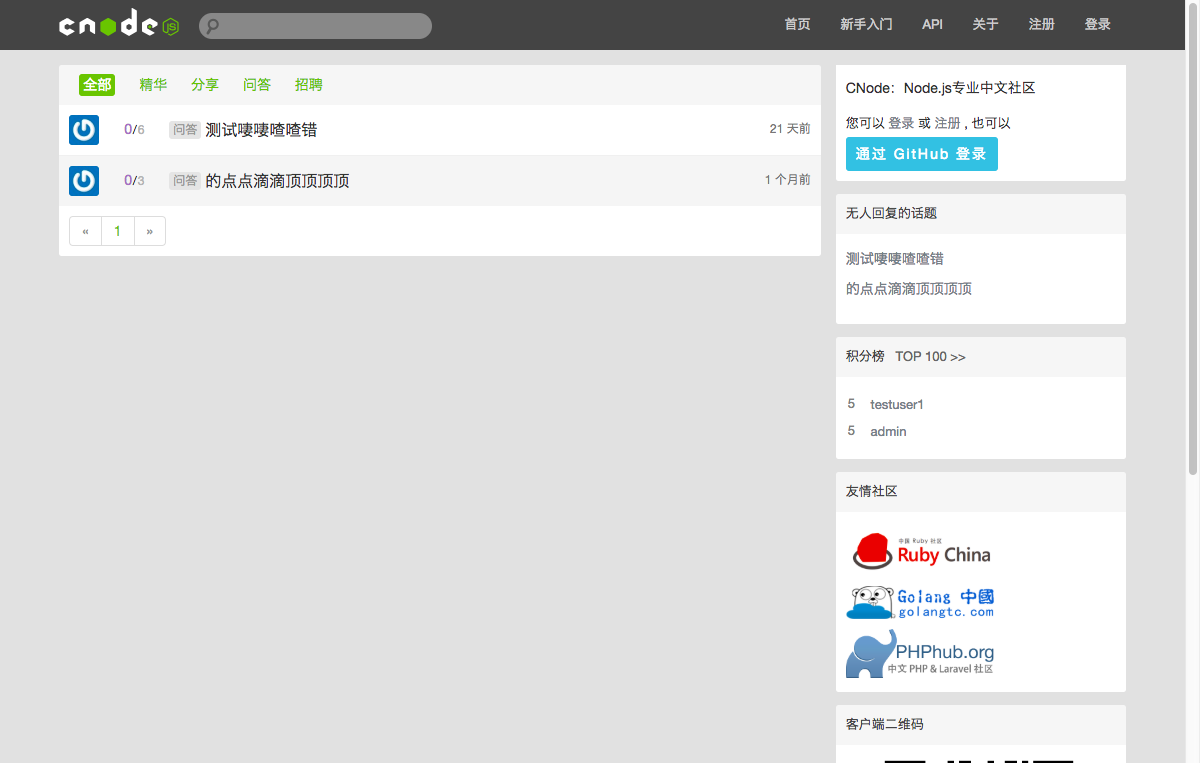 cnode JS
首页 新手入门 API 关于 注册 登录
全部 精华 分享 问答 招聘
0/6 问答 测试啛啛喳喳错 21 天前
0/3 问答 的点点滴滴顶顶顶顶 1 个月前
« 1 »
CNode：Node.js专业中文社区
您可以 登录 或 注册 , 也可以
通过 GitHub 登录
无人回复的话题
测试啛啛喳喳错
的点点滴滴顶顶顶顶
积分榜 TOP 100 >>
5 testuser1
5 admin
友情社区
中国 Ruby 社区
Ruby China
Golang 中國
golangtc.com
PHPhub.org
中文 PHP & Laravel 社区
客户端二维码